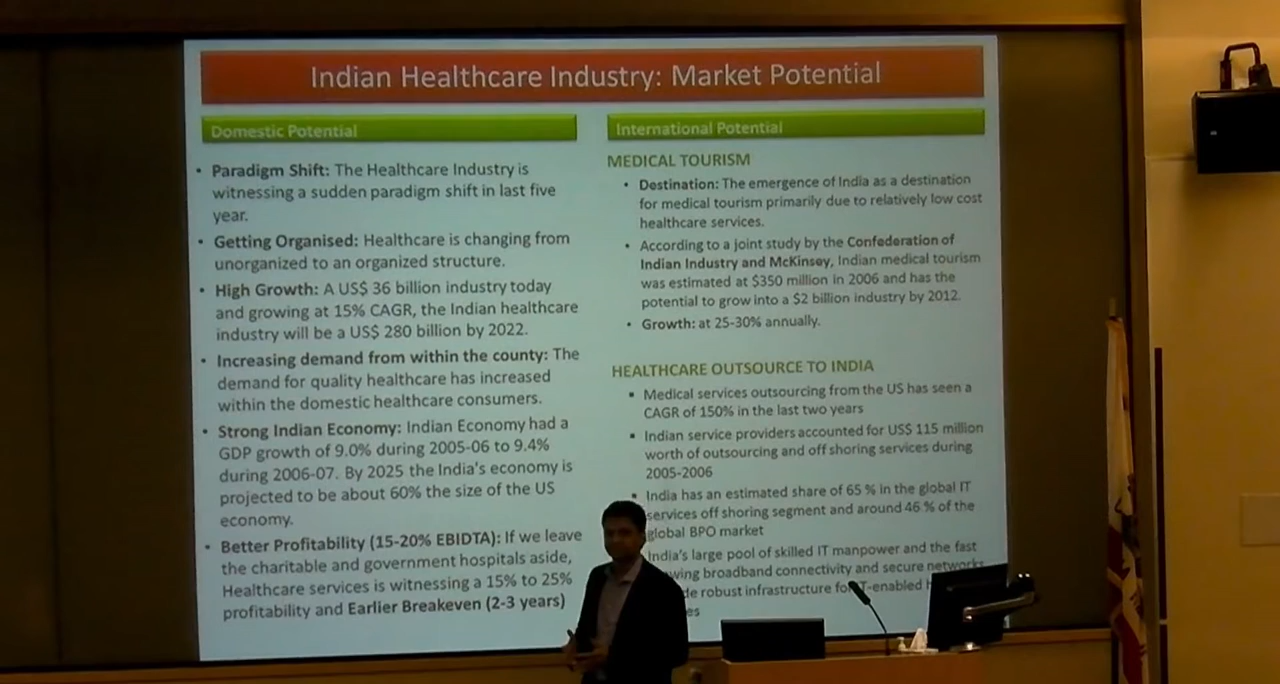 Indian Healthcare Industry: Market Potential
Domestic Potential
• Paradigm Shift: The Healthcare Industry is
witnessing a sudden paradigm shift in last five
year.
• Getting Organised: Healthcare is changing from
unorganized to an organized structure.
• High Growth: A US$ 36 billion industry today
and growing at 15% CAGR, the Indian healthcare
industry will be a US$ 280 billion by 2022.
• Increasing demand from within the county: The
demand for quality healthcare has increased
within the domestic healthcare consumers.
• Strong Indian Economy: Indian Economy had a
GDP growth of 9.0% during 2005-06 to 9.4%
during 2006-07. By 2025 the India's economy is
projected to be about 60% the size of the US
economy.
• Better Profitability (15-20% EBIDTA): If we leave
the charitable and government hospitals aside,
Healthcare services is witnessing a 15% to 25%
profitability and Earlier Breakeven (2-3 years)
International Potential
MEDICAL TOURISM
• Destination: The emergence of India as a destination
for medical tourism primarily due to relatively low cost
healthcare services.
• According to a joint study by the Confederation of
Indian Industry and McKinsey, Indian medical tourism
was estimated at $350 million in 2006 and has the
potential to grow into a $2 billion industry by 2012.
• Growth: at 25-30% annually.
HEALTHCARE OUTSOURCE TO INDIA
▪ Medical services outsourcing from the US has seen a
CAGR of 150% in the last two years
▪ Indian service providers accounted for US$ 115 million
worth of outsourcing and off shoring services during
2005-2006
▪ India has an estimated share of 65 % in the global IT
services off shoring segment and around 46 % of the
global BPO market
India's large pool of skilled IT manpower and the fast
broadband connectivity and secure networks
robust infrastructure for